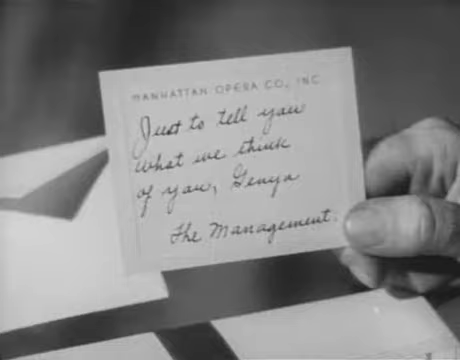 MANHATTAN OPERA CO., INC
Just to tell you
what we think
of you, Genya
The Management.